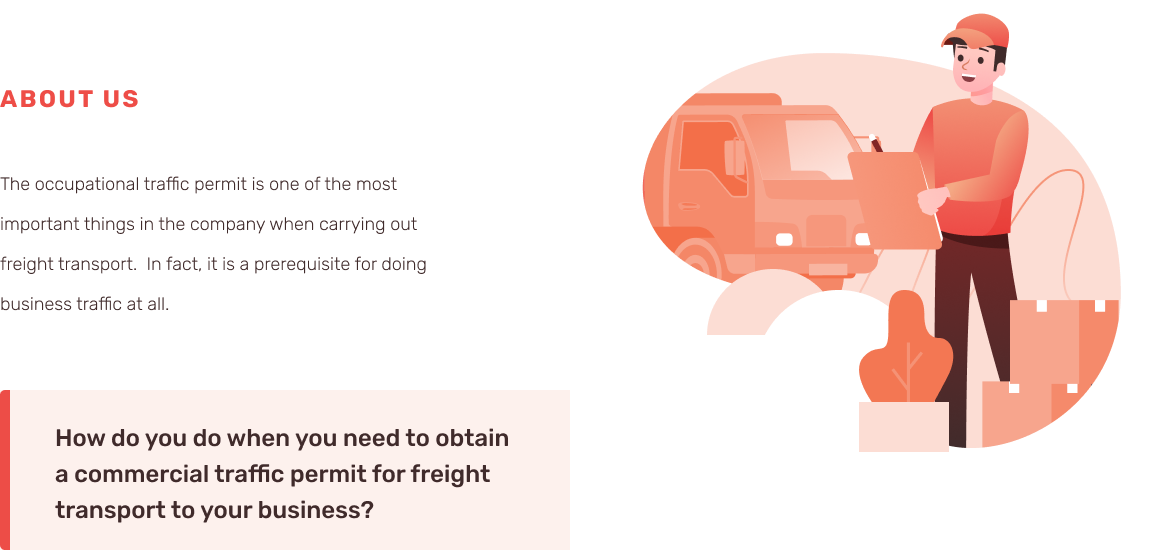 ABOUT US
The occupational traffic permit is one of the most
important things in the company when carrying out
freight transport.  In fact, it is a prerequisite for doing
business traffic at all.
How do you do when you need to obtain
a commercial traffic permit for freight
transport to your business?